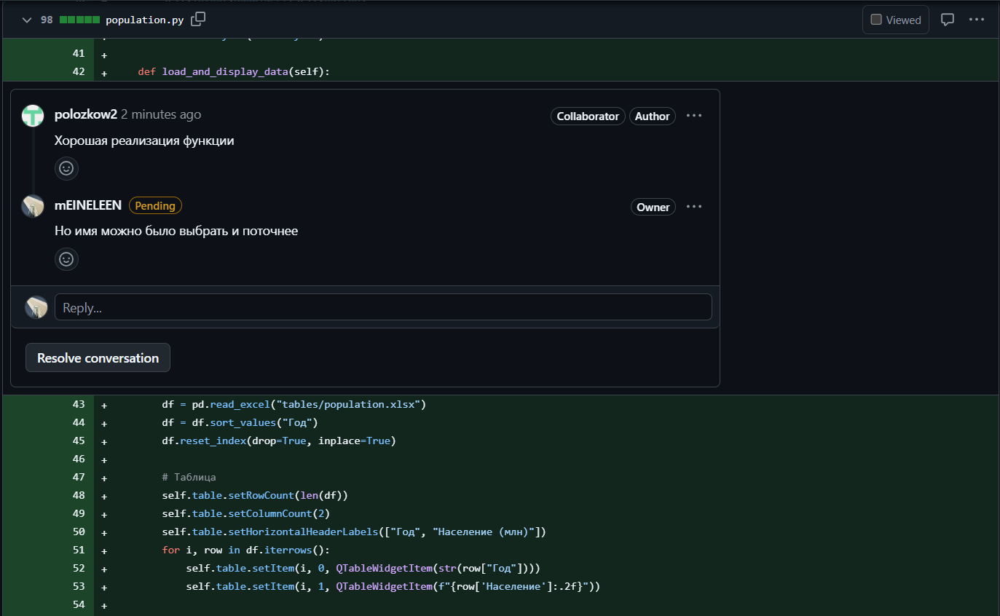 98 population.py Viewed
41 +
42 + def load_and_display_data(self):
polozkow2 2 minutes ago Collaborator Author
Хорошая реализация функции
mEINELEEN Pending Owner
Но имя можно было выбрать и поточнее
Reply...
Resolve conversation
43 + df = pd.read_excel("tables/population.xlsx")
44 + df = df.sort_values("Год")
45 + df.reset_index(drop=True, inplace=True)
46 +
47 + # Таблица
48 + self.table.setRowCount(len(df))
49 + self.table.setColumnCount(2)
50 + self.table.setHorizontalHeaderLabels(["Год", "Население (млн)"])
51 + for i, row in df.iterrows():
52 + self.table.setItem(i, 0, QTableWidgetItem(str(row["Год"])))
53 + self.table.setItem(i, 1, QTableWidgetItem(f"{row['Население']:.2f}"))
54 +